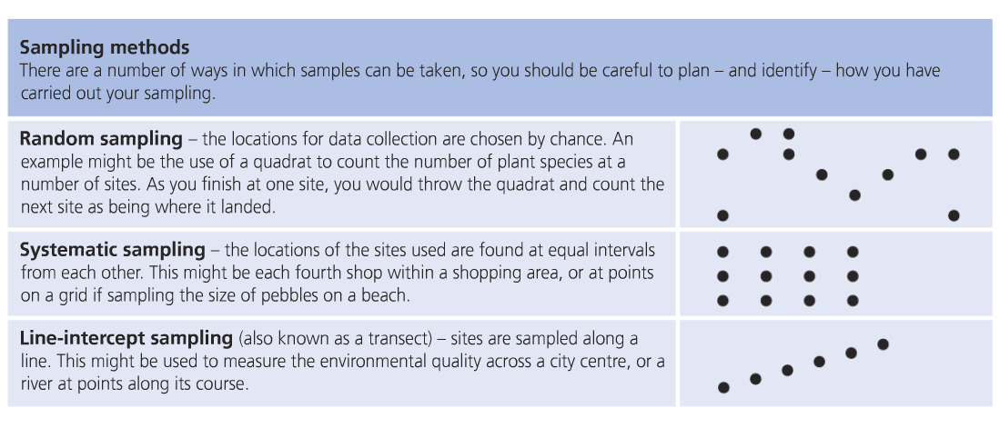 Sampling methods
There are a number of ways in which samples can be taken, so you should be careful to plan – and identify – how you have
carried out your sampling.
Random sampling – the locations for data collection are chosen by chance. An
example might be the use of a quadrat to count the number of plant species at a
number of sites. As you finish at one site, you would throw the quadrat and count the
next site as being where it landed.
Systematic sampling – the locations of the sites used are found at equal intervals
from each other. This might be each fourth shop within a shopping area, or at points
on a grid if sampling the size of pebbles on a beach.
Line-intercept sampling (also known as a transect) – sites are sampled along a
line. This might be used to measure the environmental quality across a city centre, or a
river at points along its course.